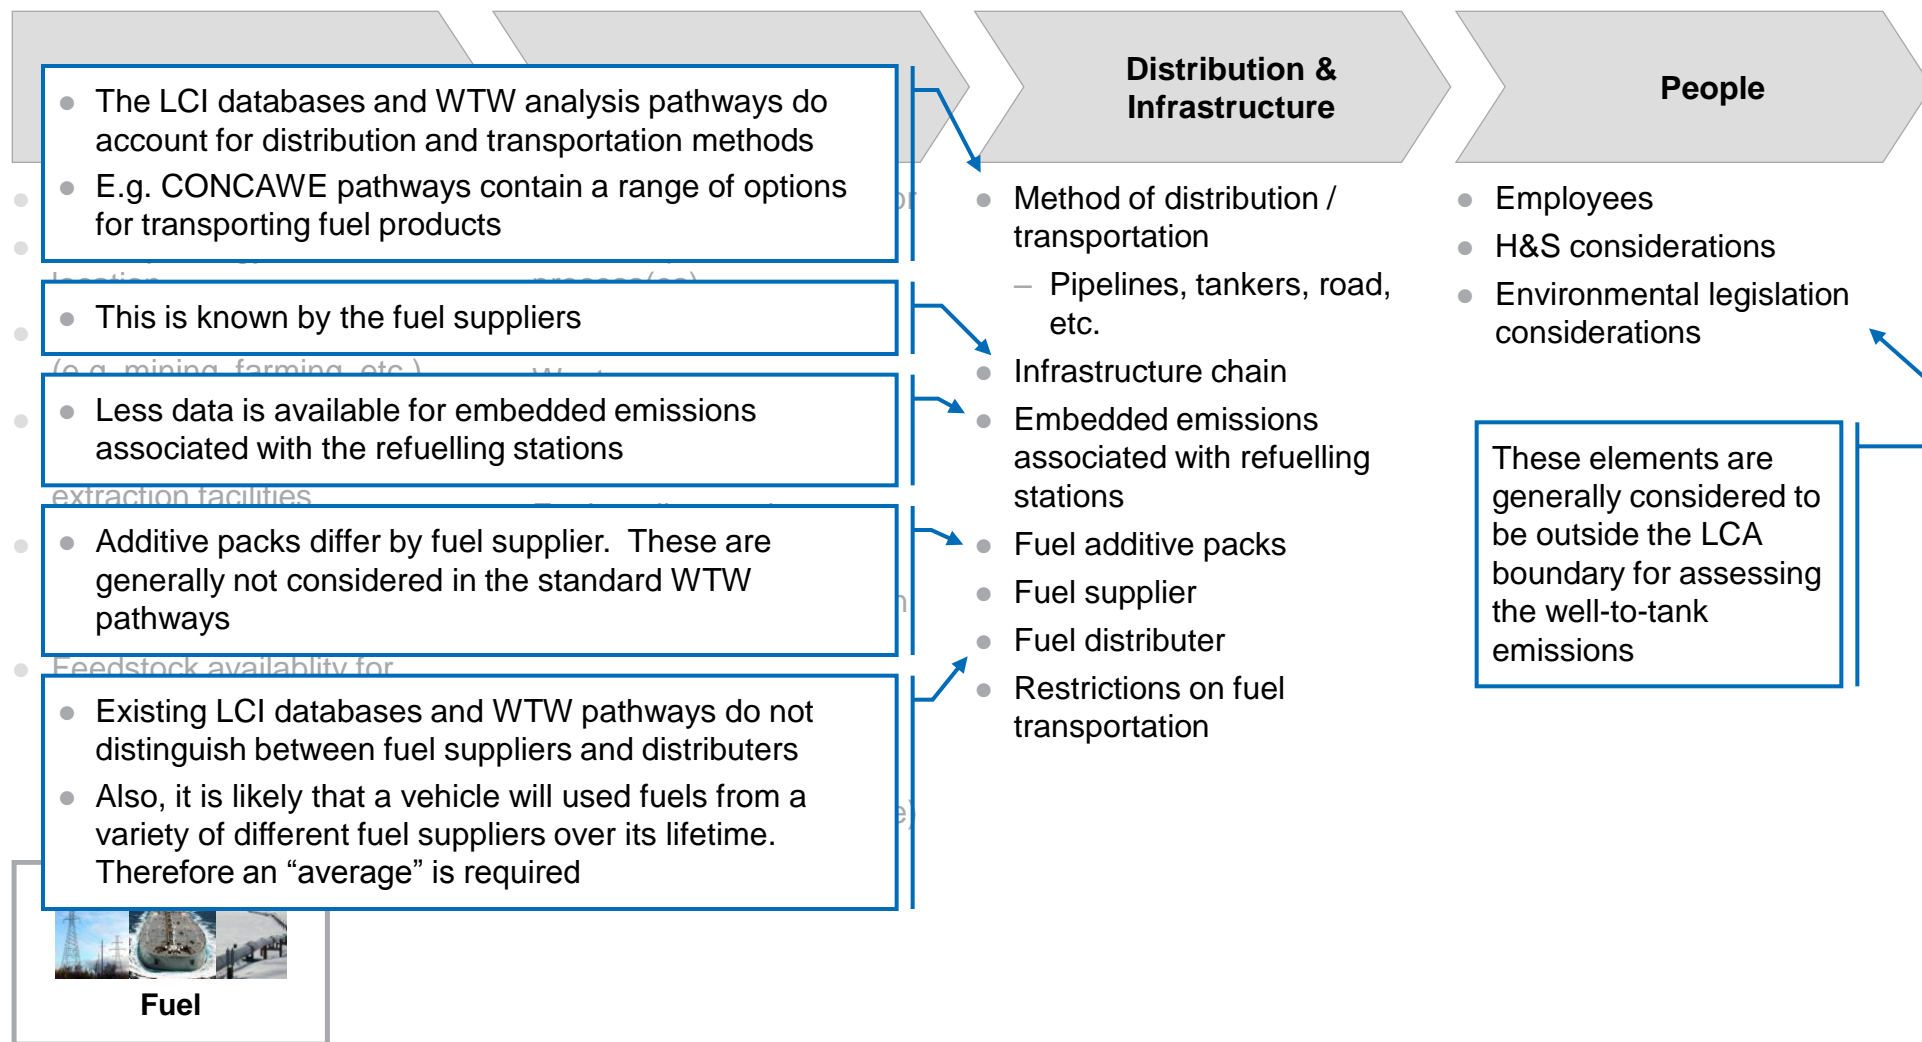 Distribution &
Infrastructure
People
The LCI databases and WTW analysis pathways do
account for distribution and transportation methods
E.g. CONCAWE pathways contain a range of options
for transporting fuel products
This is known by the fuel suppliers
(e.g. mining, farming, etc.)
Less data is available for embedded emissions
associated with the refuelling stations
extraction facilities
Additive packs differ by fuel supplier.  These are
generally not considered in the standard WTW
pathways
Feedstock availablity for
Existing LCI databases and WTW pathways do not
distinguish between fuel suppliers and distributers
Also, it is likely that a vehicle will used fuels from a
variety of different fuel suppliers over its lifetime.
Therefore an “average” is required
Fuel
Method of distribution /
transportation
– Pipelines, tankers, road,
etc.
Infrastructure chain
Embedded emissions
associated with refuelling
stations
Fuel additive packs
Fuel supplier
Fuel distributer
Restrictions on fuel
transportation
Employees
H&S considerations
Environmental legislation
considerations
These elements are
generally considered to
be outside the LCA
boundary for assessing
the well-to-tank
emissions